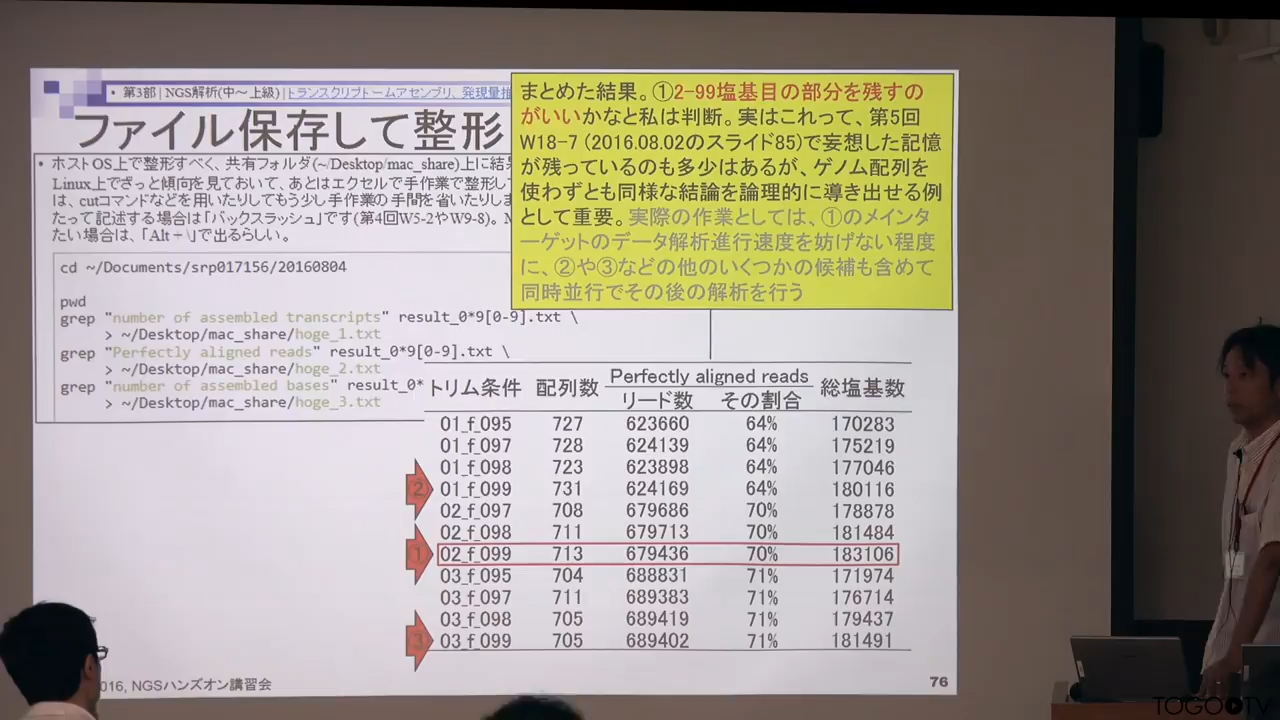 • 第3部 | NGS解析(中～上級) | トランスクリプトームアセンブリ、発現量推
ファイル保存して整形
• ホストOS上で整形すべく、共有フォルダ(~/Desktop/mac_share)上に結
Linux上でざっと傾向を見ておいて、あとはエクセルで手作業で整形し
は、cutコマンドなどを用いたりしてもう少し手作業の手間を省いたりしま
たって記述する場合は「バックスラッシュ」です(第4回W5-2やW9-8)。
たい場合は、「Alt + \」で出るらしい。
cd ~/Documents/srp017156/20160804
pwd
grep "number of assembled transcripts" result_0*9[0-9].txt \
> ~/Desktop/mac_share/hoge_1.txt
grep "Perfectly aligned reads" result_0*9[0-9].txt \
> ~/Desktop/mac_share/hoge_2.txt
grep "number of assembled bases" result_0*
> ~/Desktop/mac_share/hoge_3.txt
まとめた結果。①2-99塩基目の部分を残すの
がいいかなと私は判断。実はこれって、第5回
W18-7 (2016.08.02のスライド85)で妄想した記憶
が残っているのも多少はあるが、ゲノム配列を
使わずとも同様な結論を論理的に導き出せる例
として重要。実際の作業としては、①のメインタ
ーゲットのデータ解析進行速度を妨げない程度
に、②や③などの他のいくつかの候補も含めて
同時並行でその後の解析を行う
トリム条件 配列数 Perfectly aligned reads 総塩基数
リード数 その割合
01_f_095 727 623660 64% 170283
01_f_097 728 624139 64% 175219
01_f_098 723 623898 64% 177046
② 01_f_099 731 624169 64% 180116
02_f_097 708 679686 70% 178878
02_f_098 711 679713 70% 181484
① 02_f_099 713 679436 70% 183106
03_f_095 704 688831 71% 171974
03_f_097 711 689383 71% 176714
03_f_098 705 689419 71% 179437
③ 03_f_099 705 689402 71% 181491
016, NGSハンズオン講習会
76
TOGO TV